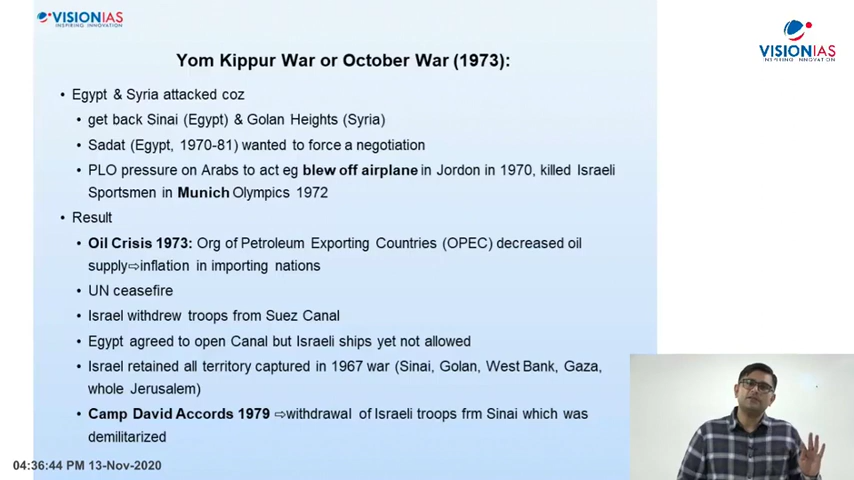 VISIONIAS
INSPIRING INNOVATION
VISIONIAS
INSPIRING INNOVATION
Yom Kippur War or October War (1973):
• Egypt & Syria attacked coz
• get back Sinai (Egypt) & Golan Heights (Syria)
• Sadat (Egypt, 1970-81) wanted to force a negotiation
• PLO pressure on Arabs to act eg blew off airplane in Jordon in 1970, killed Israeli
Sportsmen in Munich Olympics 1972
• Result
• Oil Crisis 1973: Org of Petroleum Exporting Countries (OPEC) decreased oil
supply⇨inflation in importing nations
• UN ceasefire
• Israel withdrew troops from Suez Canal
• Egypt agreed to open Canal but Israeli ships yet not allowed
• Israel retained all territory captured in 1967 war (Sinai, Golan, West Bank, Gaza,
whole Jerusalem)
• Camp David Accords 1979 ⇨withdrawal of Israeli troops frm Sinai which was
demilitarized
04:36:44 PM 13-Nov-2020